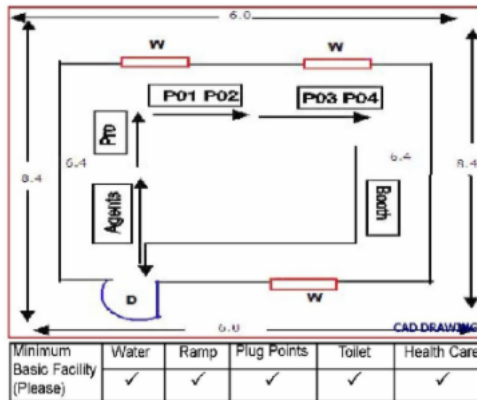 6.0
W
W
P01 P02
P03 P04
Pro
6.4
6.4
8.4
8.4
Agents
Booth
D
W
6.0
CAD DRAWING
Minimum Basic Facility (Please)
Water
Ramp
Plug Points
Toilet
Health Care
✓ ✓ ✓ ✓ ✓